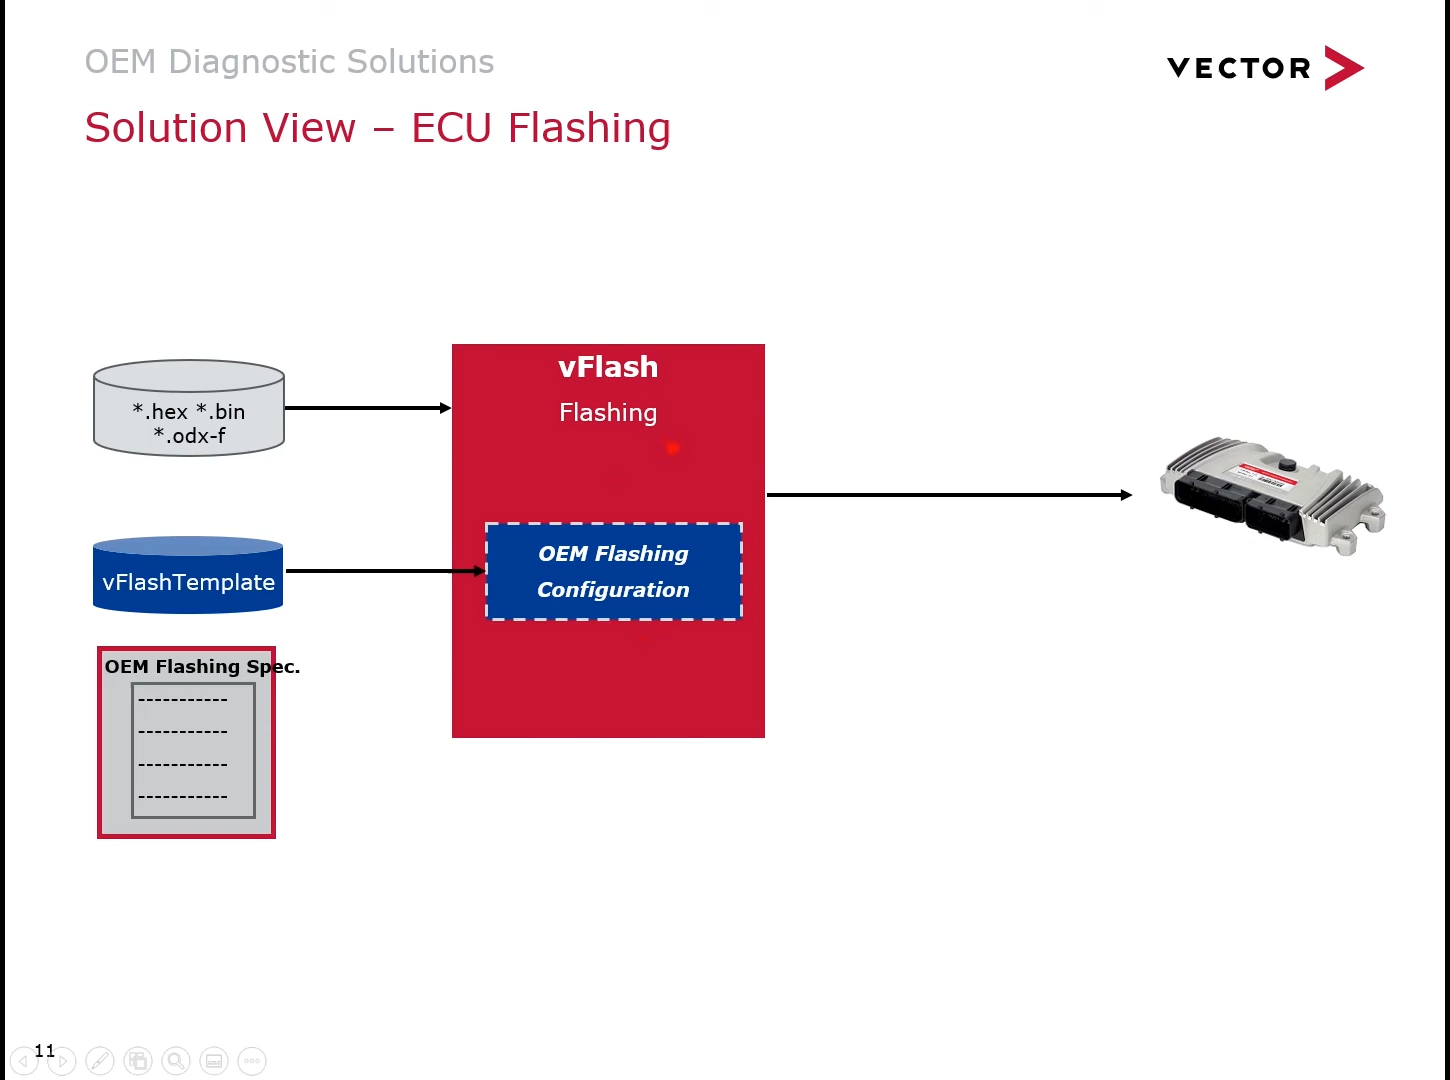 OEM Diagnostic Solutions
VECTOR
Solution View – ECU Flashing
*.hex *.bin
*.odx-f
vFlash
Flashing
vFlashTemplate
OEM Flashing
Configuration
OEM Flashing Spec.
-----------
-----------
-----------
-----------
11